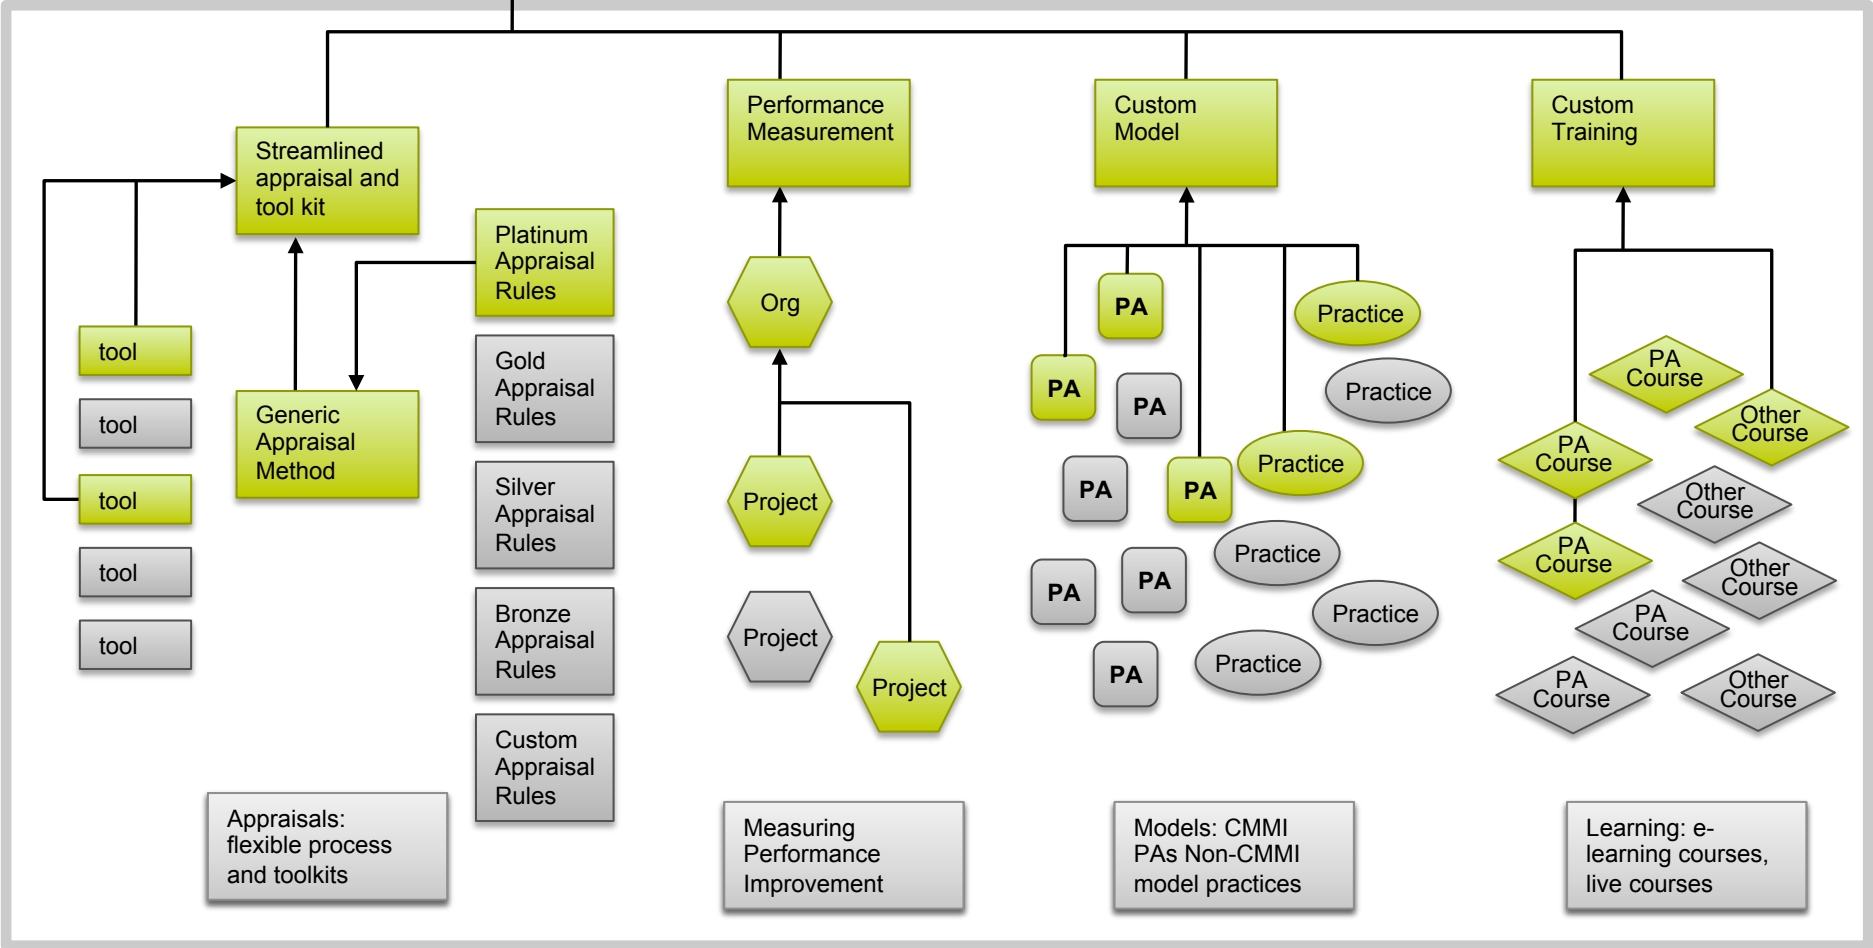 Streamlined
appraisal and
tool kit
tool
tool
tool
tool
tool
Generic
Appraisal
Method
Platinum
Appraisal
Rules
Gold
Appraisal
Rules
Silver
Appraisal
Rules
Bronze
Appraisal
Rules
Custom
Appraisal
Rules
Appraisals:
flexible process
and toolkits
Performance
Measurement
Org
Project
Project
Project
Measuring
Performance
Improvement
Custom
Model
PA
PA
PA
PA
PA
PA
PA
PA
Practice
Practice
Practice
Practice
Practice
Practice
Models: CMMI
PAs Non-CMMI
model practices
Custom
Training
PA
Course
Other
Course
PA
Course
Other
Course
PA
Course
Other
Course
PA
Course
PA
Course
Other
Course
Learning: e-
learning courses,
live courses